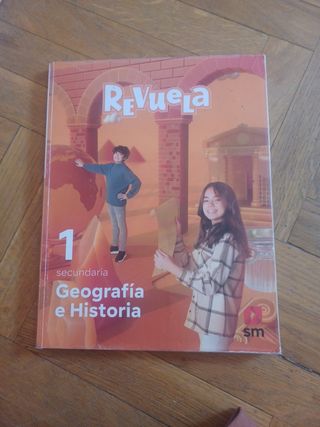 Revuela
1
secundaria
Geografía
e Historia
sm